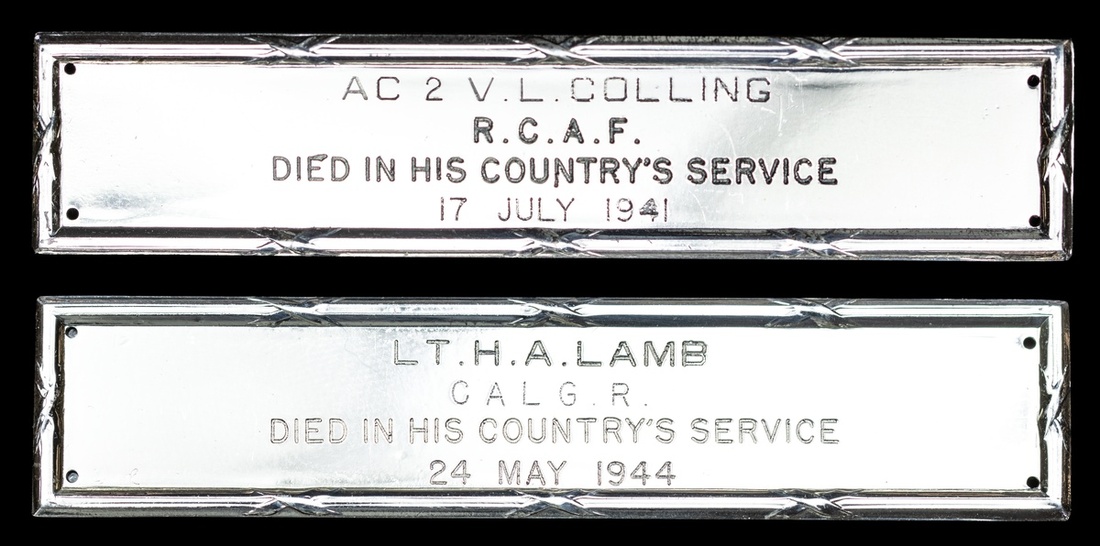 AC 2 V.L.COLLING
R.C.A.F.
DIED IN HIS COUNTRY'S SERVICE
17 JULY 1941
LT.H.A.LAMB
CALG.R.
DIED IN HIS COUNTRY'S SERVICE
24 MAY 1944